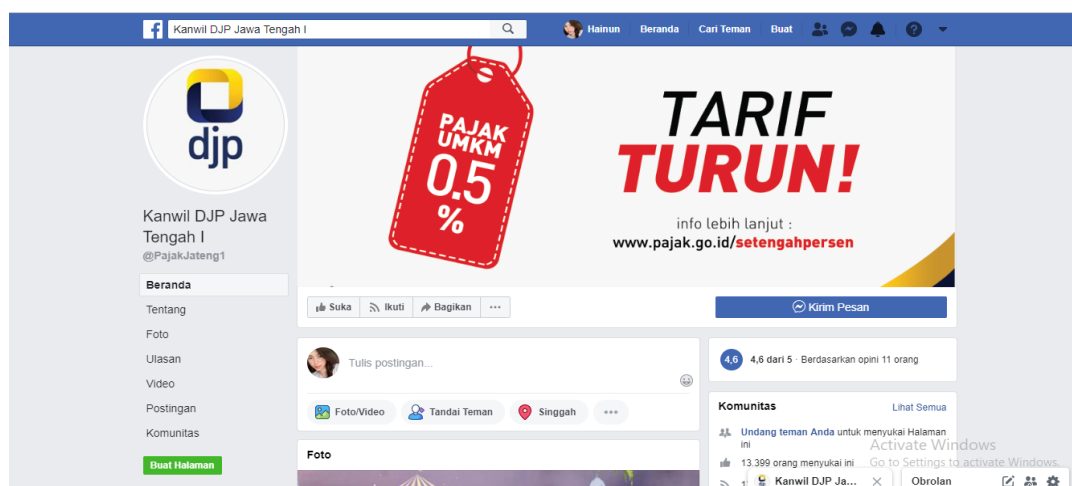 Kanwil DJP Jawa Tengah I
Hainun Beranda Cari Teman Buat
djp
PAJAK
UMKM
0.5
%
TARIF
TURUN!
info lebih lanjut :
www.pajak.go.id/setengahpersen
Kanwil DJP Jawa
Tengah I
@PajakJateng1
Beranda
Tentang
Foto
Ulasan
Video
Postingan
Komunitas
Buat Halaman
Suka Ikuti Bagikan ...
Kirim Pesan
Tulis postingan...
Foto/Video Tandai Teman Singgah ...
Foto
4,6 4,6 dari 5 · Berdasarkan opini 11 orang
Komunitas Lihat Semua
Undang teman Anda untuk menyukai Halaman
ini
13.399 orang menyukai ini
Activate Windows
Go to Settings to activate Windows.
Kanwil DJP Ja... Obrolan